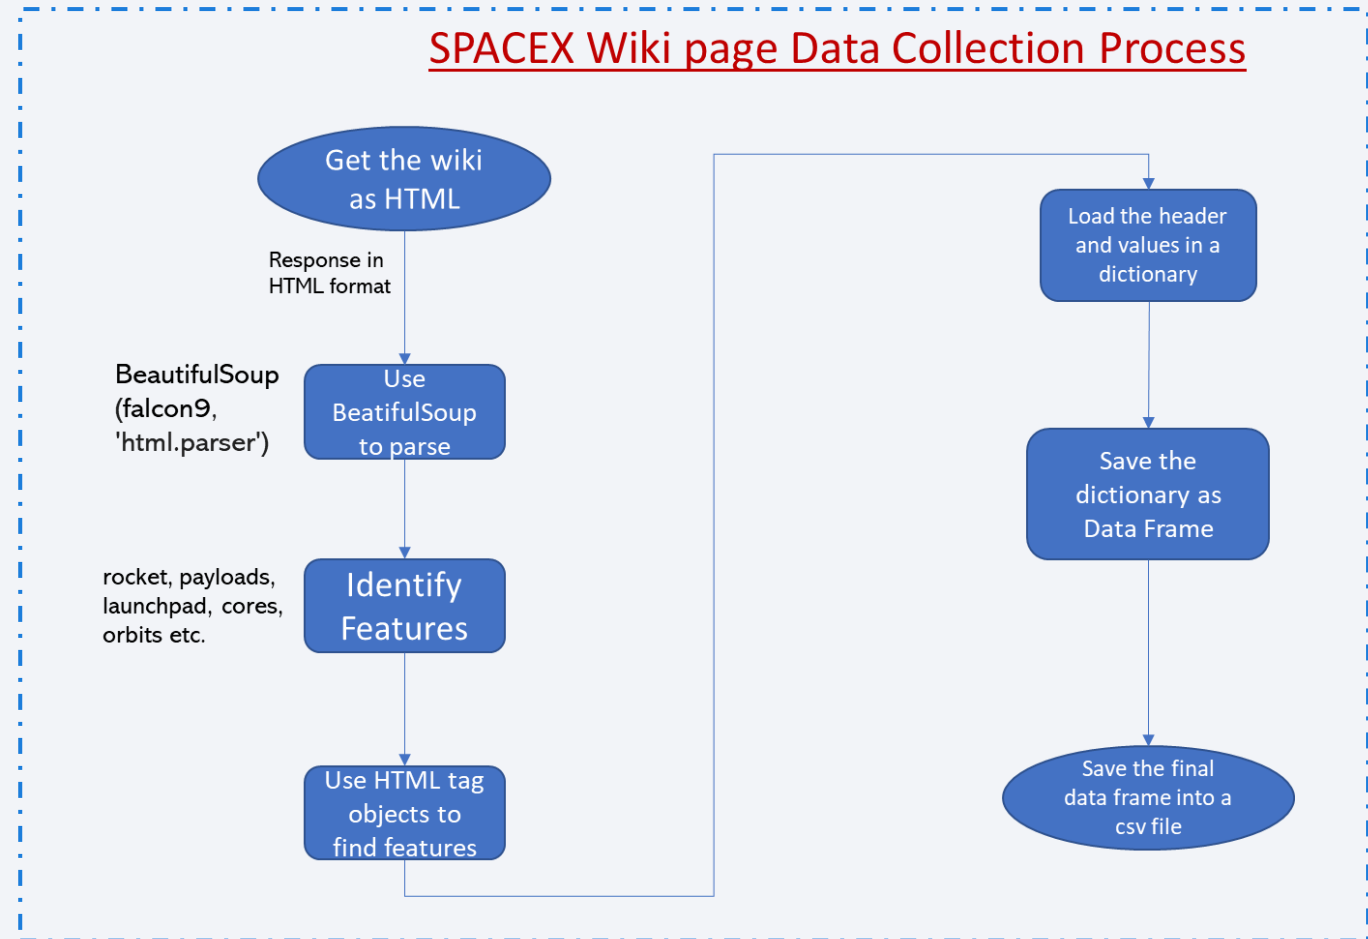 SPACEX Wiki page Data Collection Process
Get the wiki
as HTML
Response in
HTML format
BeautifulSoup
(falcon9,
'html.parser')
Use
BeatifulSoup
to parse
rocket, payloads,
launchpad, cores,
orbits etc.
Identify
Features
Use HTML tag
objects to
find features
Load the header
and values in a
dictionary
Save the
dictionary as
Data Frame
Save the final
data frame into a
csv file